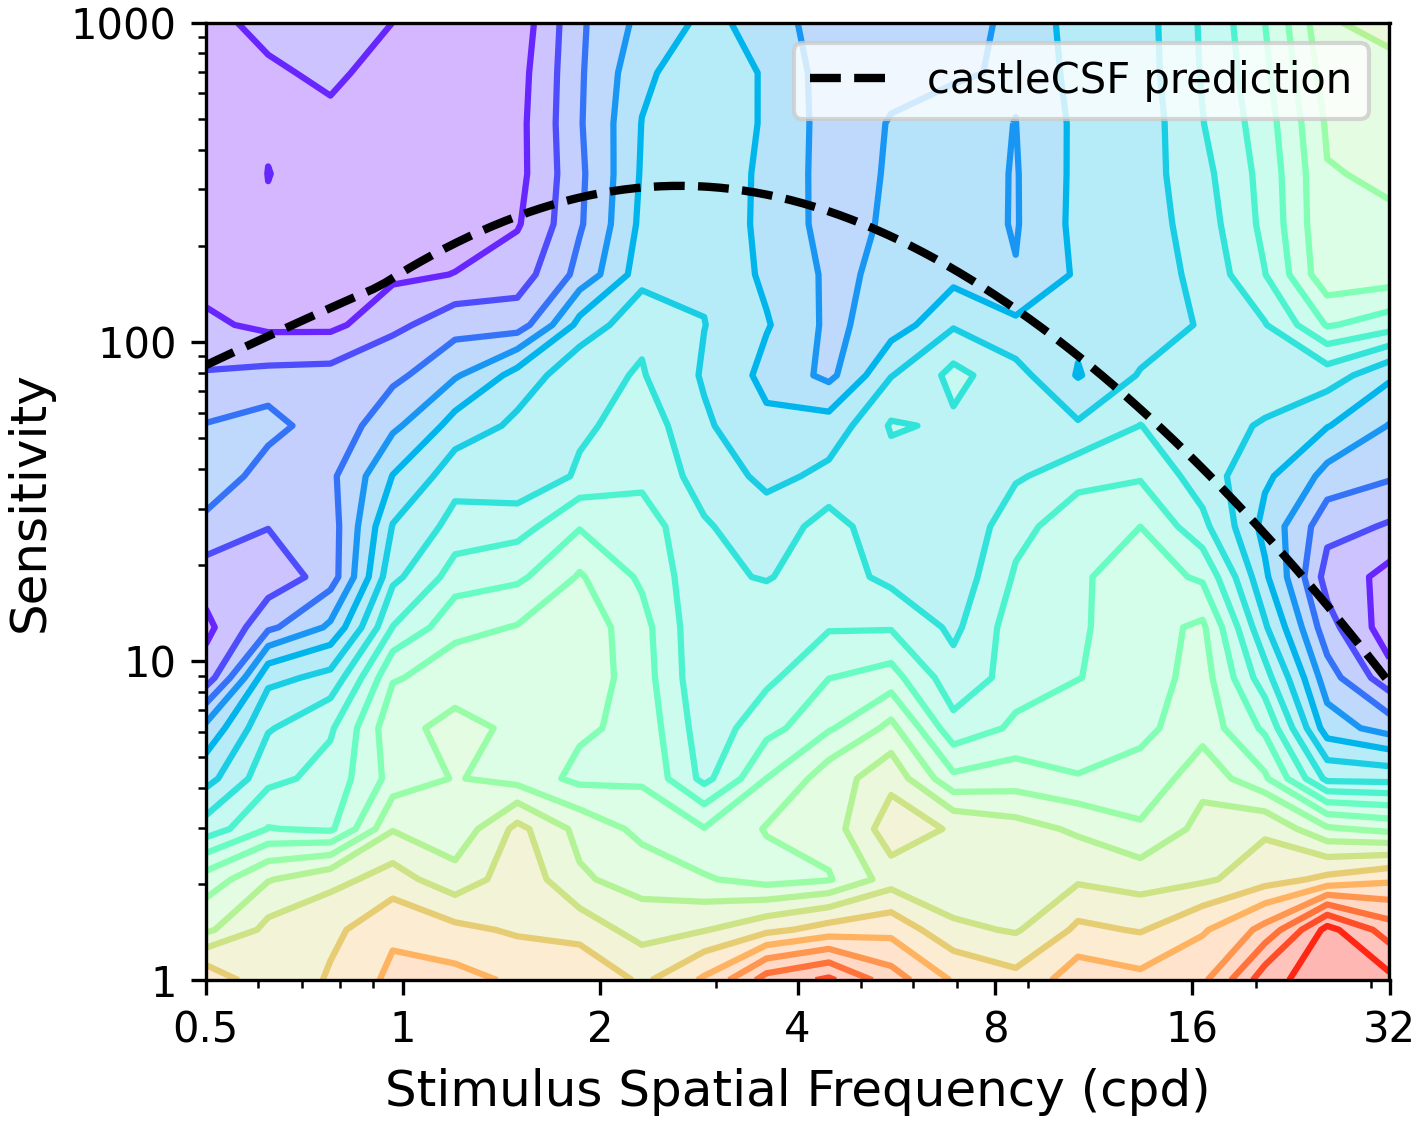 1000
100
10
1
Sensitivity
castleCSF prediction
0.5 1 2 4 8 16 32
Stimulus Spatial Frequency (cpd)